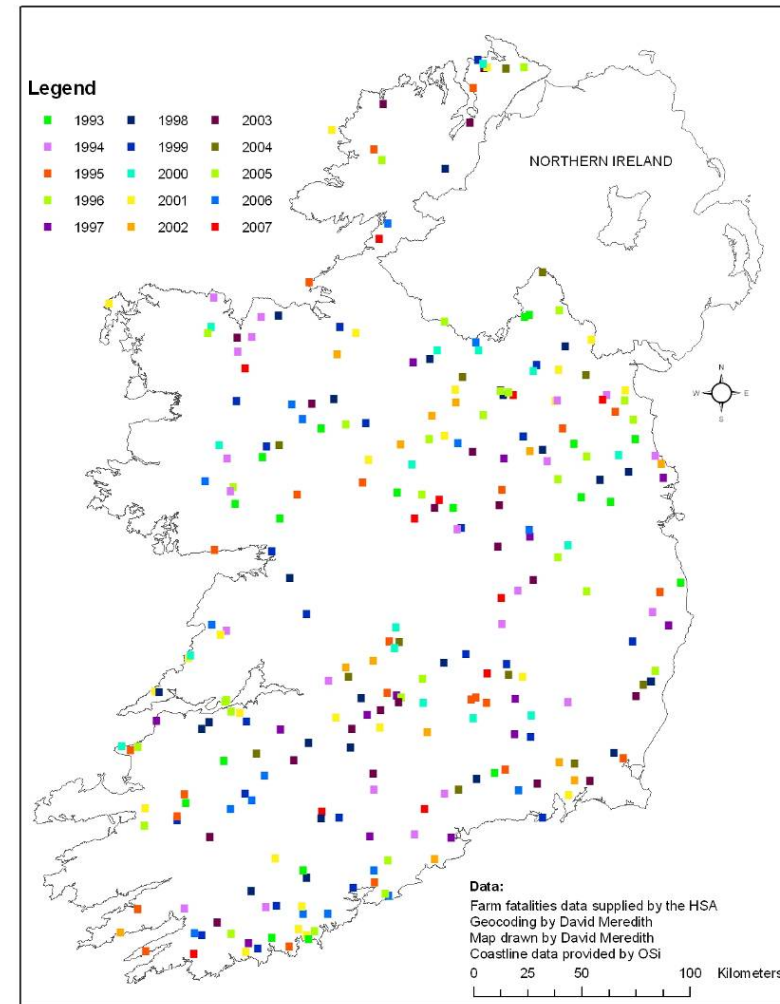 Legend
1993 1998 2003
1994 1999 2004
1995 2000 2005
1996 2001 2006
1997 2002 2007
NORTHERN IRELAND
N
W E
S
Data:
Farm fatalities data supplied by the HSA
Geocoding by David Meredith
Map drawn by David Meredith
Coastline data provided by OSi
0 25 50 100 Kilometers